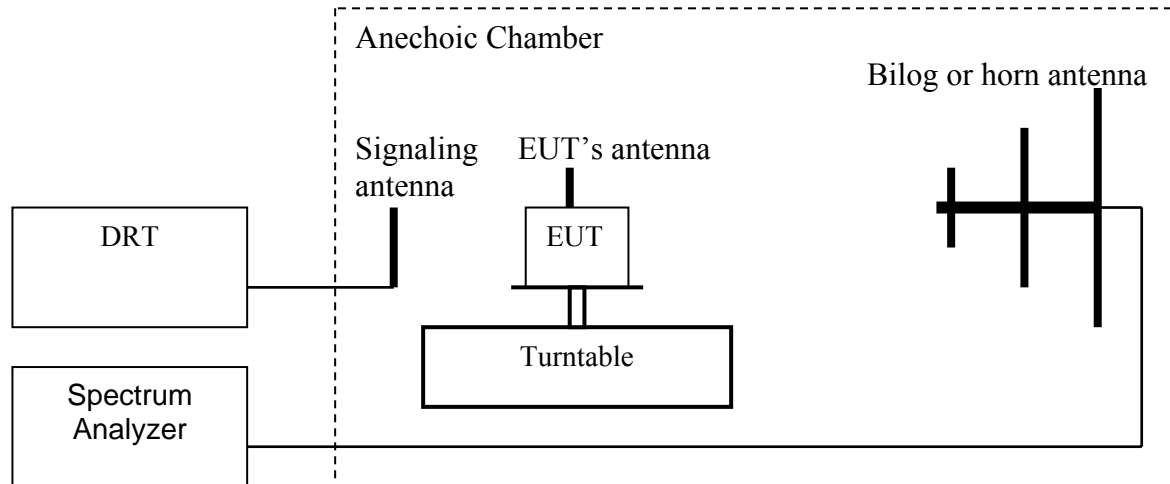 Anechoic Chamber
Bilog or horn antenna
Signaling
antenna
EUT’s antenna
DRT
EUT
Turntable
Spectrum
Analyzer